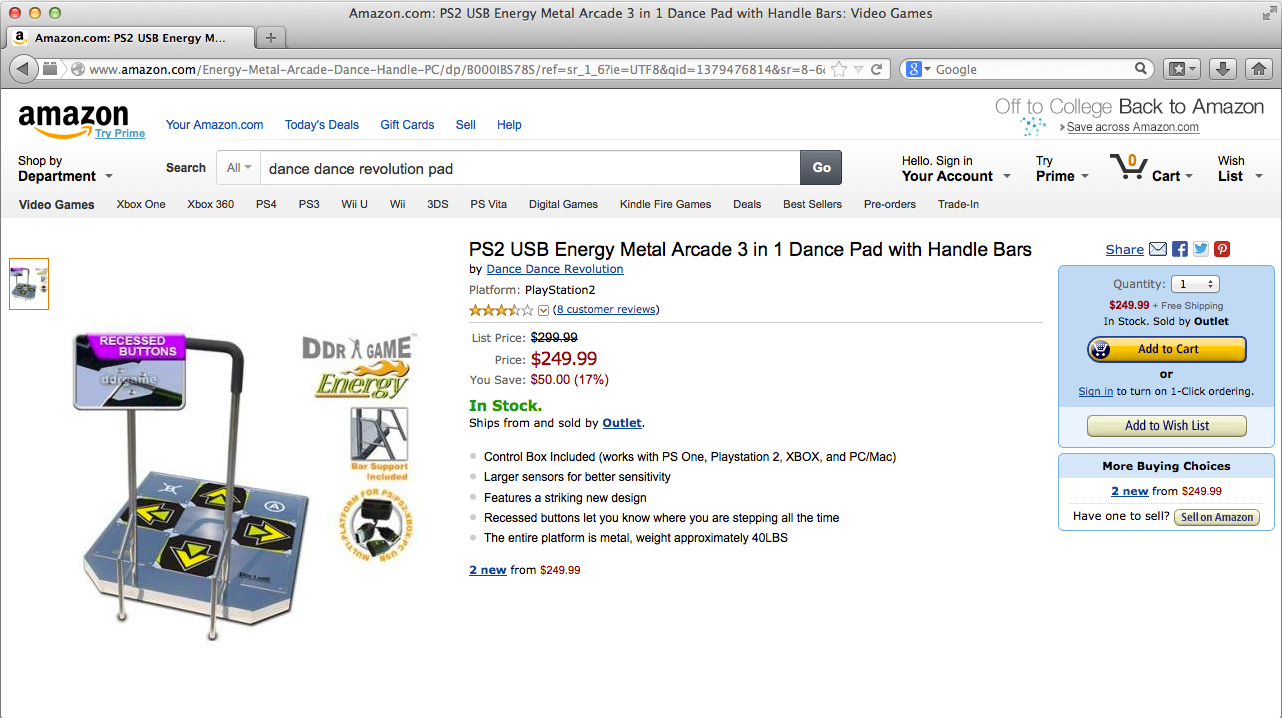 Amazon.com: PS2 USB Energy Metal Arcade 3 in 1 Dance Pad with Handle Bars: Video Games
Amazon.com: PS2 USB Energy M...
www.amazon.com/Energy-Metal-Arcade-Dance-Handle-PC/dp/B000IBS78S/ref=sr_1_6?ie=UTF8&qid=1379476814&sr=8-6
Google
amazon
Try Prime
Your Amazon.com Today's Deals Gift Cards Sell Help
Off to College Back to Amazon
Save across Amazon.com
Shop by
Department
Search All dance dance revolution pad Go
Hello. Sign in
Your Account
Try
Prime
0
Cart
Wish
List
Video Games Xbox One Xbox 360 PS4 PS3 Wii U Wii 3DS PS Vita Digital Games Kindle Fire Games Deals Best Sellers Pre-orders Trade-In
RECESSED
BUTTONS
ddrgame
DDR GAME
Energy
TM
Bar Support
Included
MULTI-PLATFORM FOR PS/PS2/XBOX/PC USB
A
DDR GAME
PS2 USB Energy Metal Arcade 3 in 1 Dance Pad with Handle Bars
by Dance Dance Revolution
Platform: PlayStation2
(8 customer reviews)
List Price: $299.99
Price: $249.99
You Save: $50.00 (17%)
In Stock.
Ships from and sold by Outlet.
Control Box Included (works with PS One, Playstation 2, XBOX, and PC/Mac)
Larger sensors for better sensitivity
Features a striking new design
Recessed buttons let you know where you are stepping all the time
The entire platform is metal, weight approximately 40LBS
2 new from $249.99
Share
Quantity: 1
$249.99 + Free Shipping
In Stock. Sold by Outlet
Add to Cart
or
Sign in to turn on 1-Click ordering.
Add to Wish List
More Buying Choices
2 new from $249.99
Have one to sell? Sell on Amazon